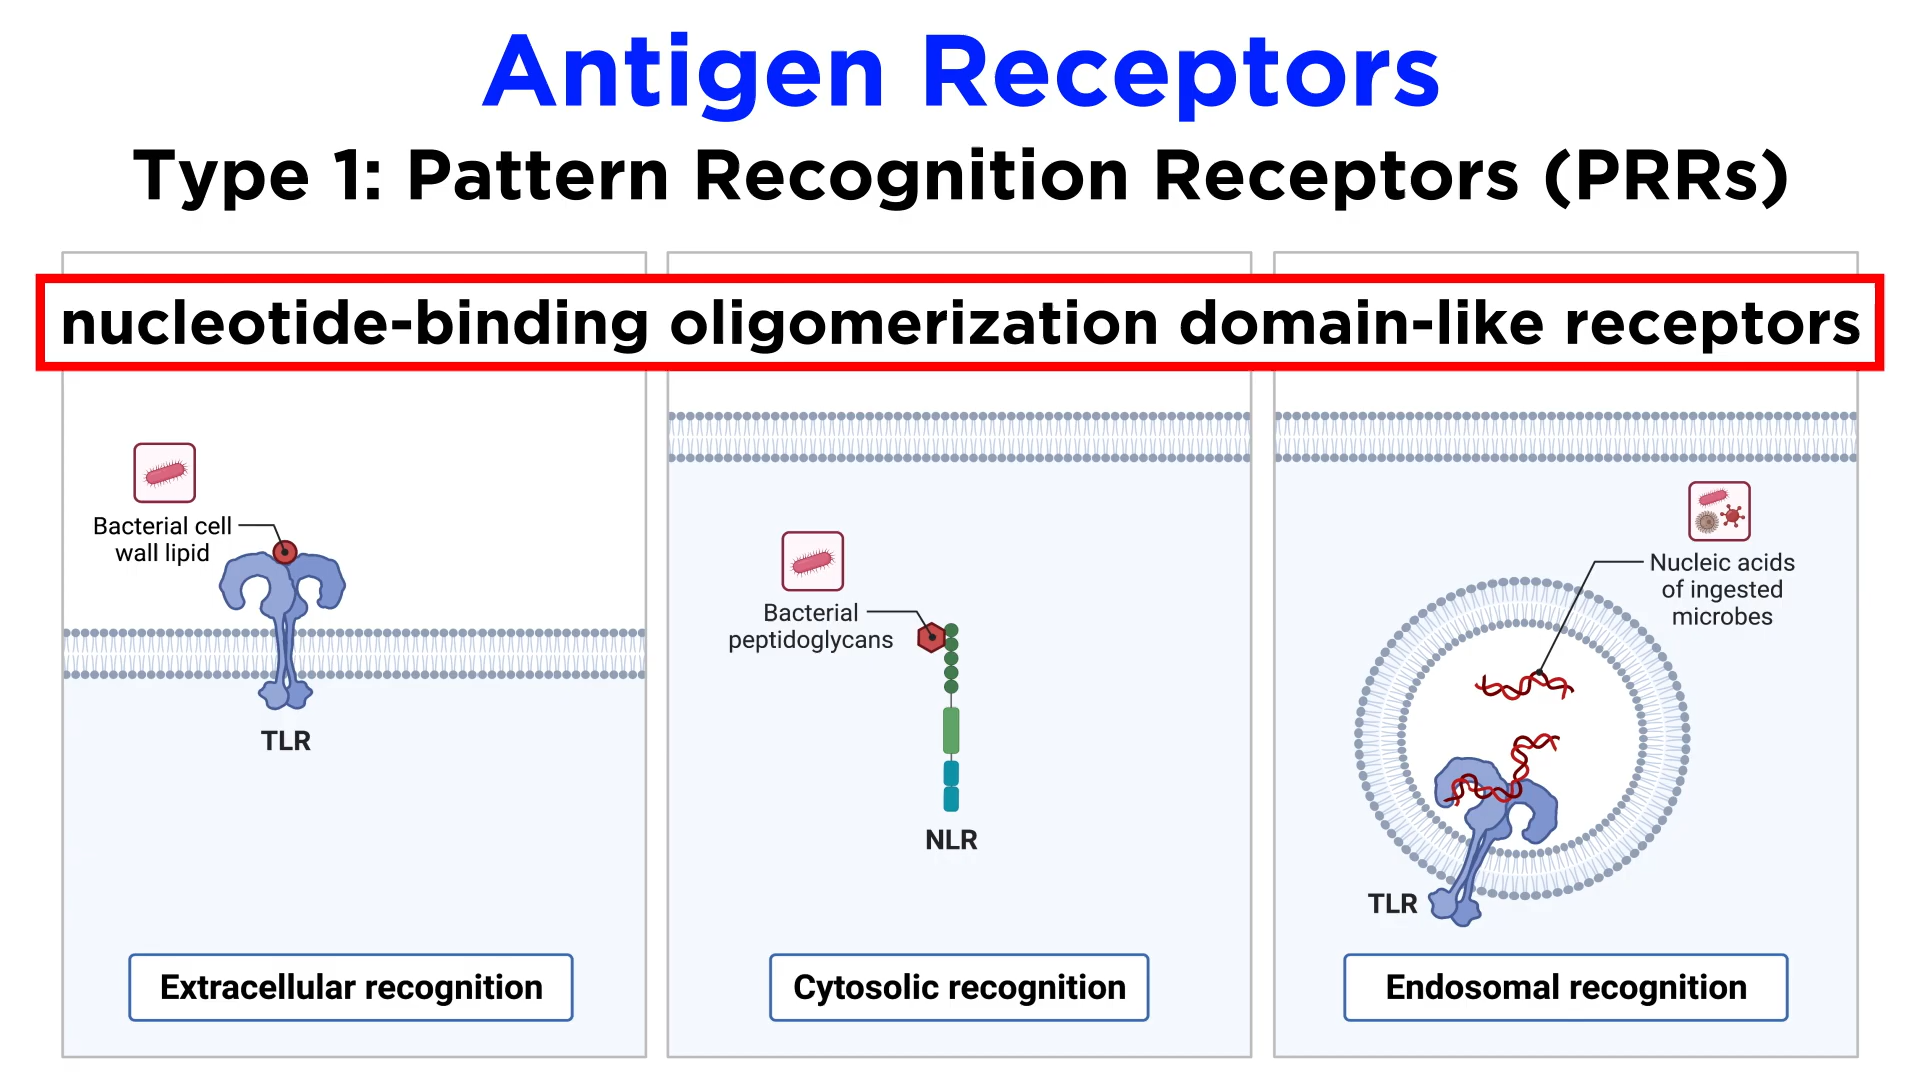 Antigen Receptors
Type 1: Pattern Recognition Receptors (PRRs)
nucleotide-binding oligomerization domain-like receptors
Bacterial cell
wall lipid
TLR
Extracellular recognition
Bacterial
peptidoglycans
NLR
Cytosolic recognition
Nucleic acids
of ingested
microbes
TLR
Endosomal recognition